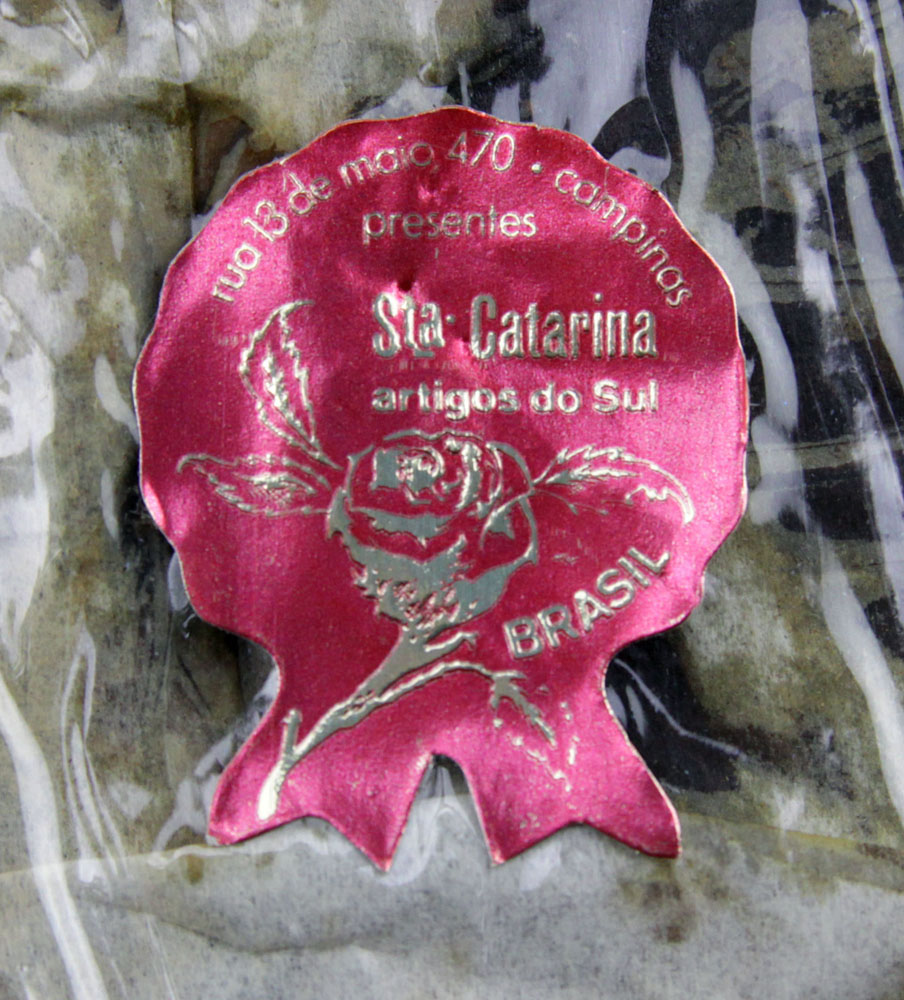 rua 13 de maio, 470 · campinas
presentes
Sta. Catarina
artigos do Sul
BRASIL